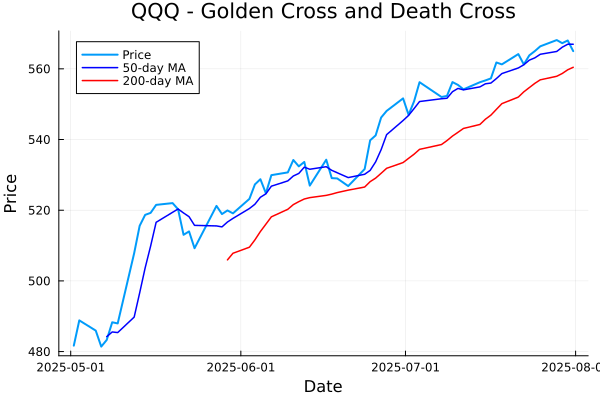 QQQ - Golden Cross and Death Cross
Price
50-day MA
200-day MA
560
540
520
500
480
Price
2025-05-01
2025-06-01
2025-07-01
2025-08-0
Date